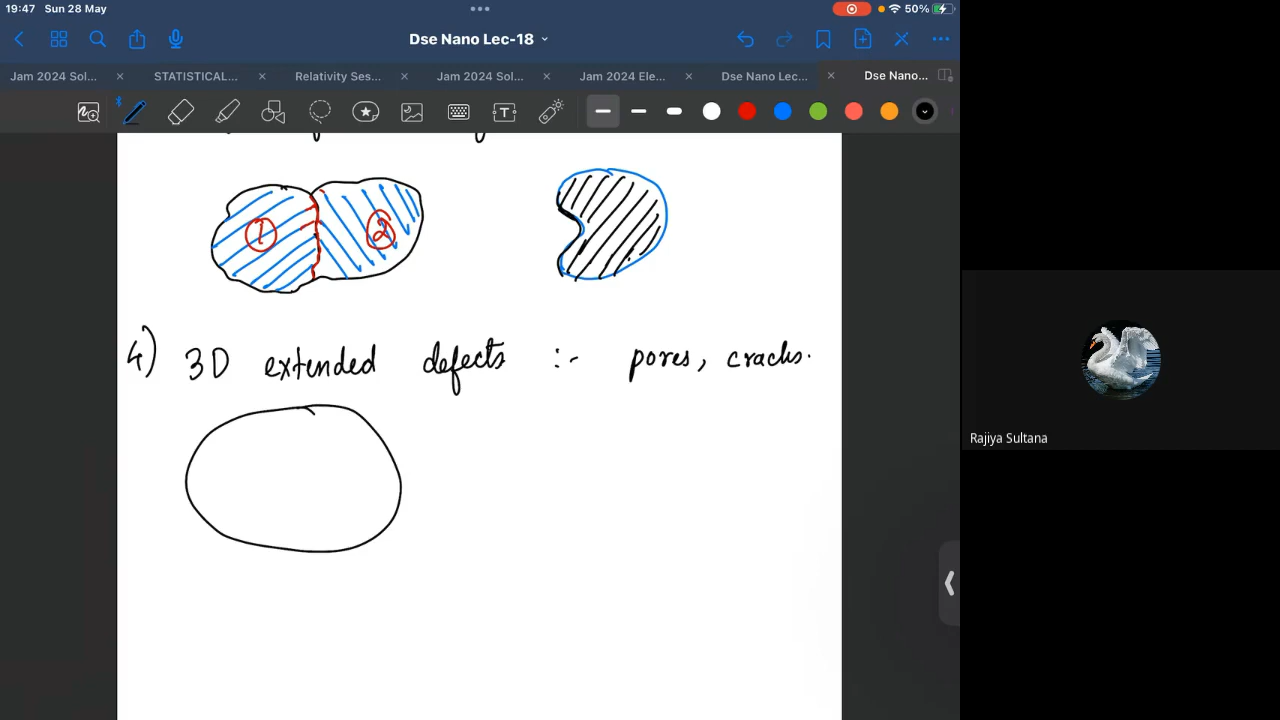 19:47 Sun 28 May
50%
Dse Nano Lec-18
Jam 2024 Sol...
STATISTICAL...
Relativity Ses...
Jam 2024 Sol...
Jam 2024 Ele...
Dse Nano Lec...
Dse Nano...
T
1 2
4) 3D extended defects :- pores, cracks.
Rajiya Sultana